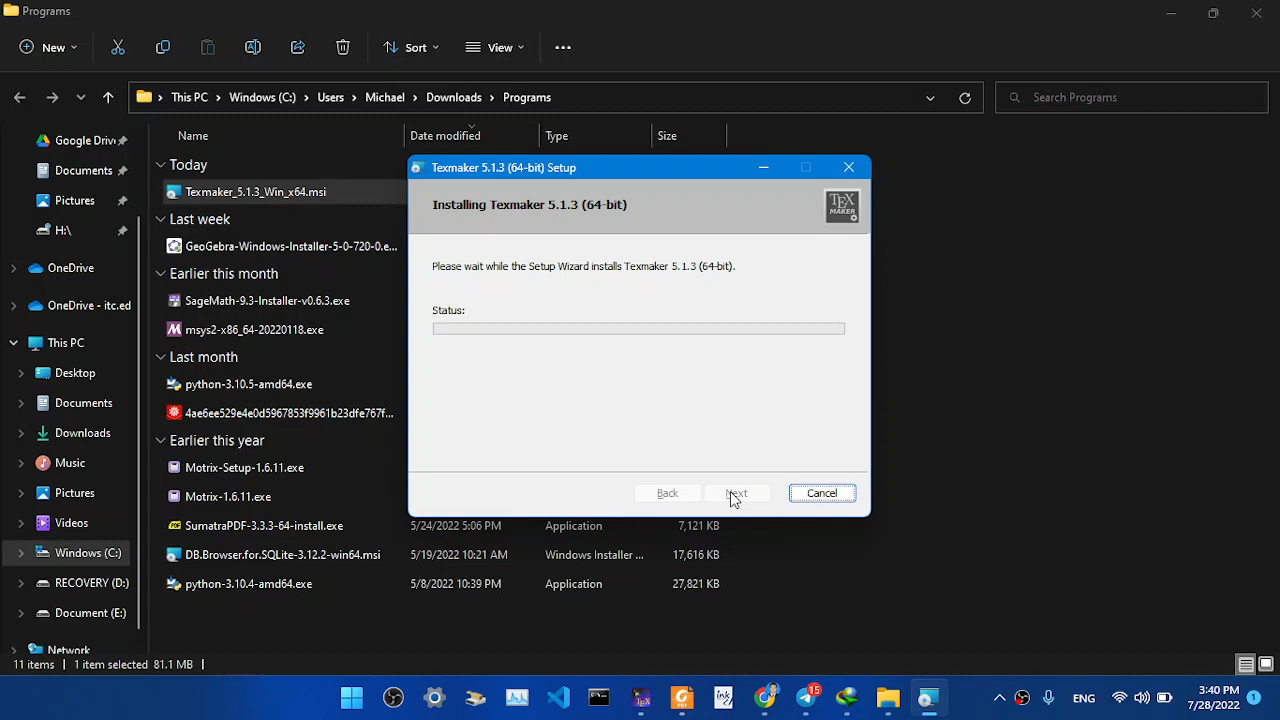 Programs
New
Sort
View
This PC > Windows (C:) > Users > Michael > Downloads > Programs
Search Programs
Google Driv
Documents
Pictures
H:\
OneDrive
OneDrive - itc.ed
This PC
Desktop
Documents
Downloads
Music
Pictures
Videos
Windows (C:)
RECOVERY (D:)
Document (E:)
Network
Name
Date modified
Type
Size
Today
Texmaker_5.1.3_Win_x64.msi
Last week
GeoGebra-Windows-Installer-5-0-720-0.e...
Earlier this month
SageMath-9.3-Installer-v0.6.3.exe
msys2-x86_64-20220118.exe
Last month
python-3.10.5-amd64.exe
4ae6ee529e4e0d5967853f9961b23dfe767f...
Earlier this year
Motrix-Setup-1.6.11.exe
Motrix-1.6.11.exe
SumatraPDF-3.3.3-64-install.exe 5/24/2022 5:06 PM Application 7,121 KB
DB.Browser.for.SQLite-3.12.2-win64.msi 5/19/2022 10:21 AM Windows Installer ... 17,616 KB
python-3.10.4-amd64.exe 5/8/2022 10:39 PM Application 27,821 KB
Texmaker 5.1.3 (64-bit) Setup
Installing Texmaker 5.1.3 (64-bit)
TEX
MAKER
Please wait while the Setup Wizard installs Texmaker 5.1.3 (64-bit).
Status:
Back
Next
Cancel
11 items
1 item selected 81.1 MB
ink
15
ENG
3:40 PM
7/28/2022
1